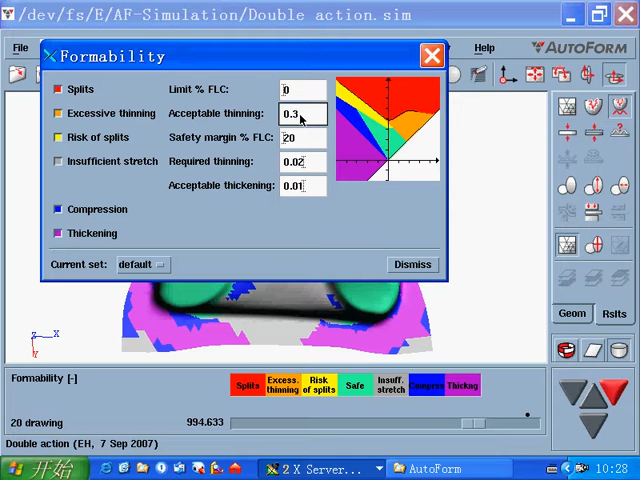 /dev/fs/E/AF-Simulation/Double action.sim
File
Help
AUTOFORM
Formability
Splits
Limit % FLC:
0
Excessive thinning
Acceptable thinning:
0.3
Risk of splits
Safety margin % FLC:
20
Insufficient stretch
Required thinning:
0.02
Acceptable thickening:
0.01
Compression
Thickening
Current set:
default
Dismiss
Z X
Y
Geom
Rslts
Formability [-]
Splits
Excess. thinning
Risk of splits
Safe
Insuff. stretch
Compress
Thickng
20 drawing
994.633
Double action (EH, 7 Sep 2007)
开始
2 X Server...
AutoForm
10:28